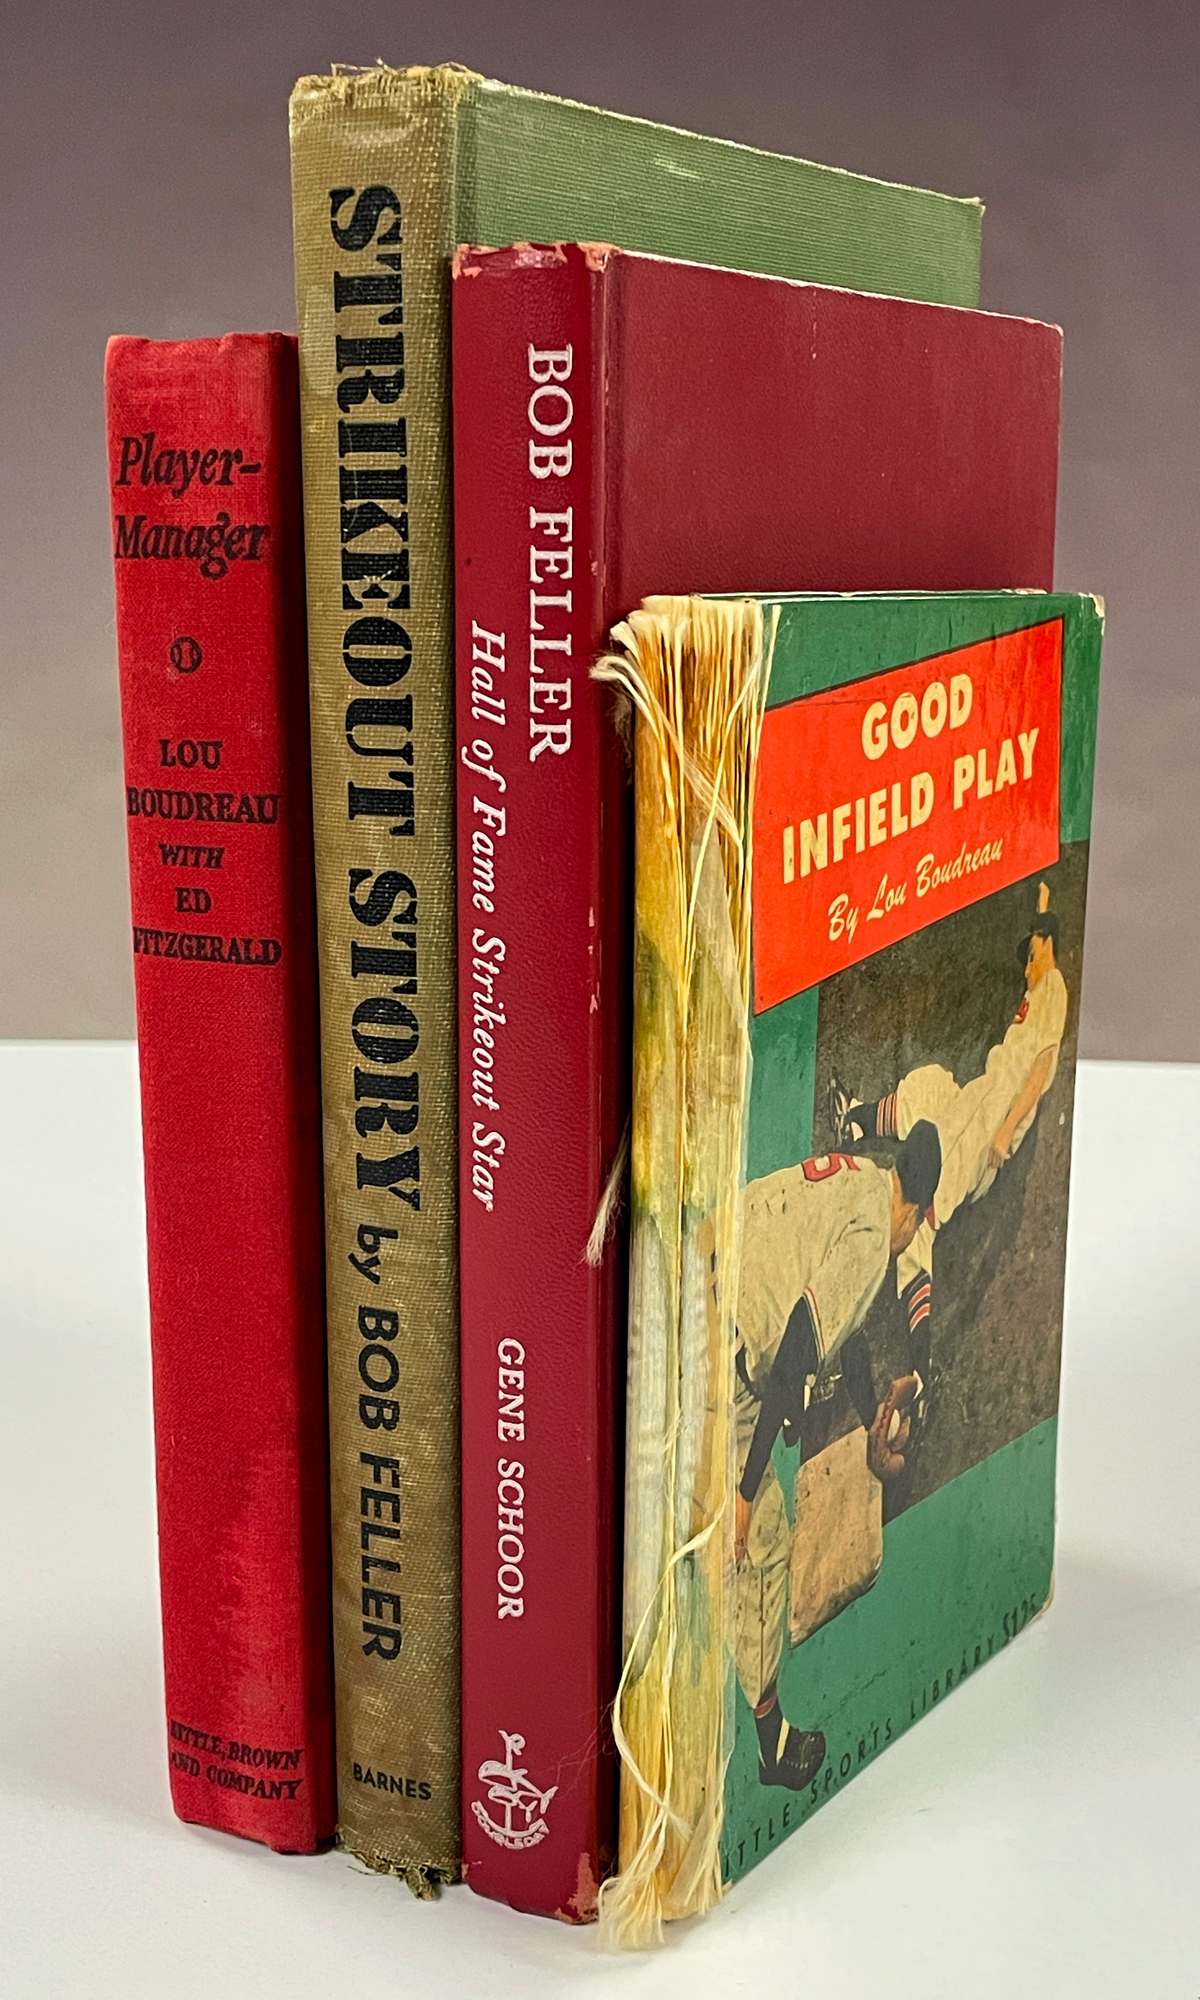 Player-
Manager
LOU
BOUDREAU
WITH
ED
FITZGERALD
LITTLE, BROWN
AND COMPANY
STRIKEOUT STORY by BOB FELLER
BARNES
BOB FELLER
Hall of Fame Strikeout Star
GENE SCHOOR
DOUBLEDAY
GOOD
INFIELD PLAY
By Lou Boudreau
5
LITTLE SPORTS LIBRARY $1.25